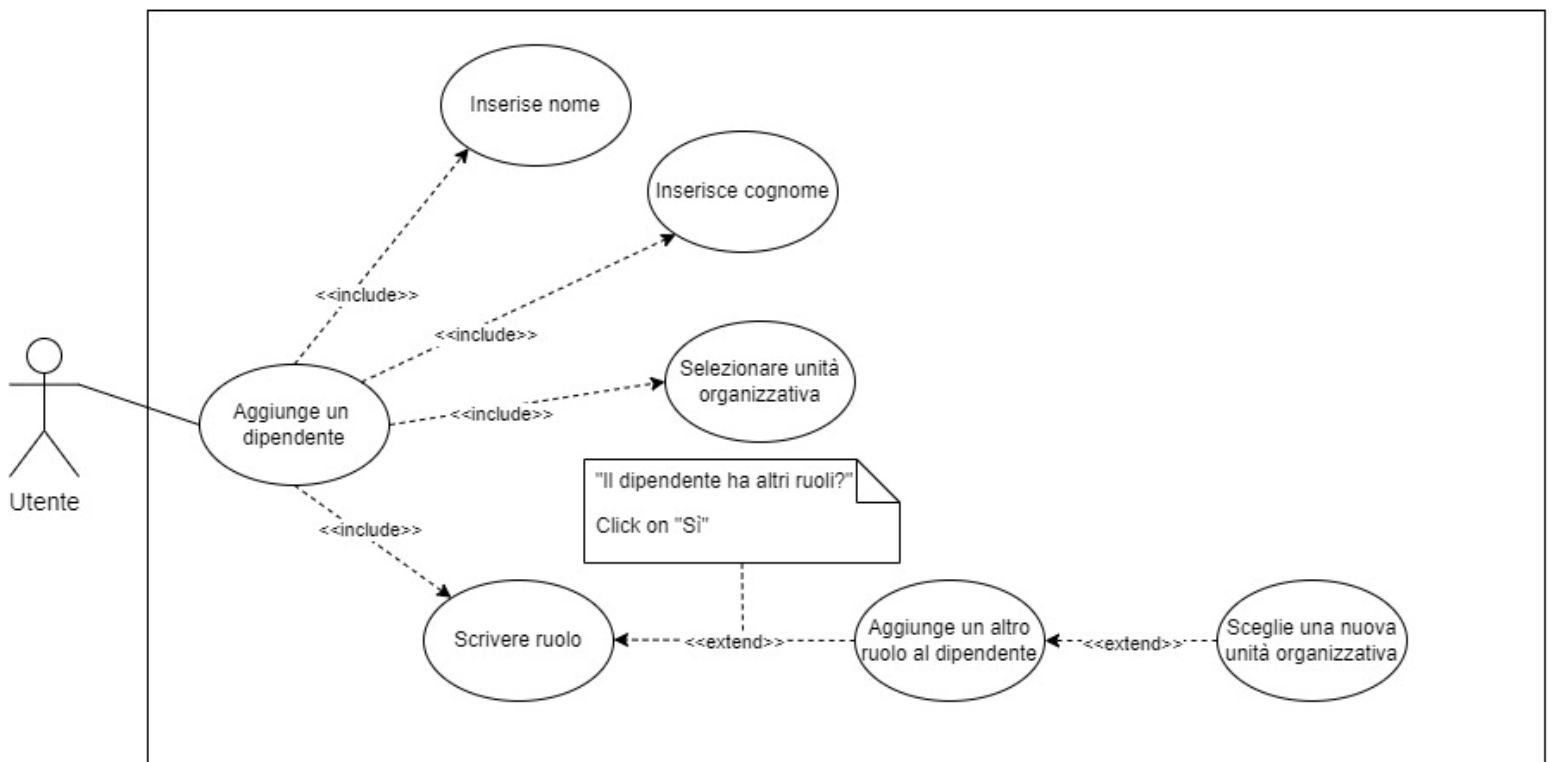 Inserise nome
Inserisce cognome
<<include>>
<<include>>
Selezionare unità
organizzativa
<<include>>
Aggiunge un
dipendente
Utente
"Il dipendente ha altri ruoli?"
Click on "Sì"
<<include>>
Scrivere ruolo
<<extend>>
Aggiunge un altro
ruolo al dipendente
<<extend>>
Sceglie una nuova
unità organizzativa